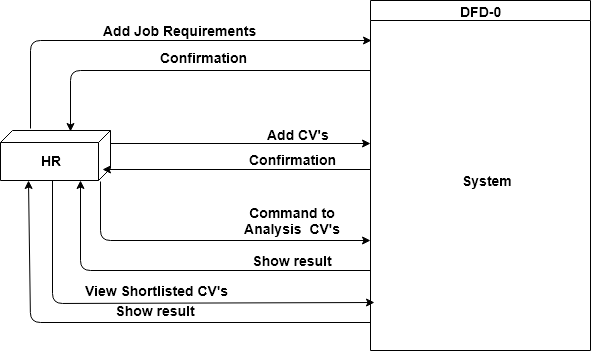 DFD-0
Add Job Requirements
Confirmation
Add CV's
HR
Confirmation
System
Command to
Analysis CV's
Show result
View Shortlisted CV's
Show result